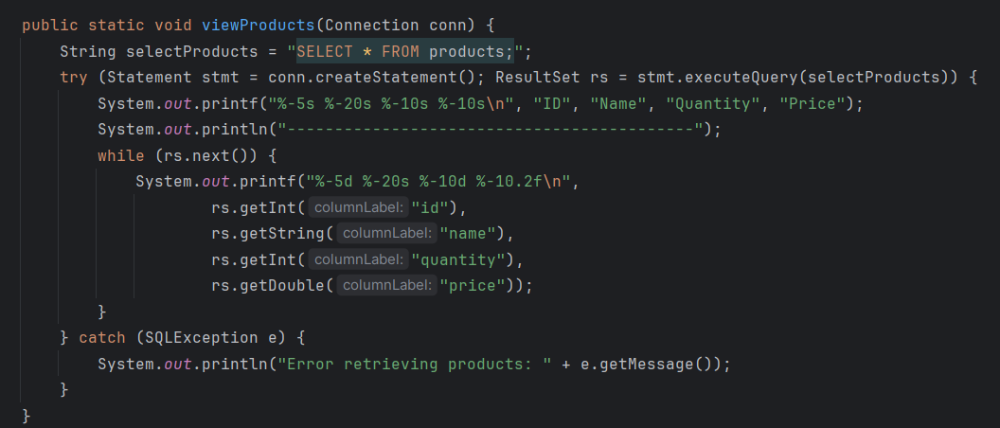 public static void viewProducts(Connection conn) {
    String selectProducts = "SELECT * FROM products;";
    try (Statement stmt = conn.createStatement(); ResultSet rs = stmt.executeQuery(selectProducts)) {
        System.out.printf("%-5s %-20s %-10s %-10s\n", "ID", "Name", "Quantity", "Price");
        System.out.println("-------------------------------------------");
        while (rs.next()) {
            System.out.printf("%-5d %-20s %-10d %-10.2f\n",
                    rs.getInt( columnLabel: "id"),
                    rs.getString( columnLabel: "name"),
                    rs.getInt( columnLabel: "quantity"),
                    rs.getDouble( columnLabel: "price"));
        }
    } catch (SQLException e) {
        System.out.println("Error retrieving products: " + e.getMessage());
    }
}